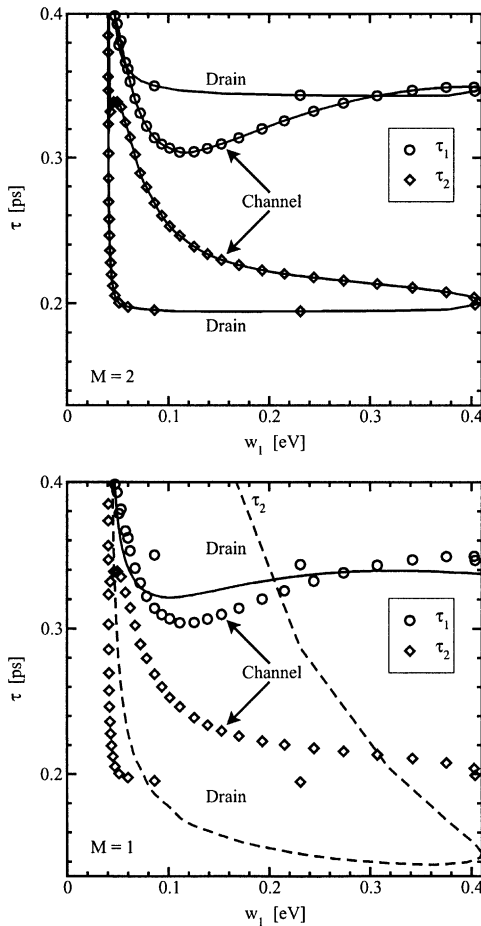 0.4
Drain
τ₁
0.3
τ₂
τ [ps]
Channel
0.2
Drain
M = 2
0 0.1 0.2 0.3 0.4
w₁ [eV]
0.4
τ₂
Drain
0.3
τ₁
τ₂
τ [ps]
Channel
0.2
Drain
M = 1
0 0.1 0.2 0.3 0.4
w₁ [eV]